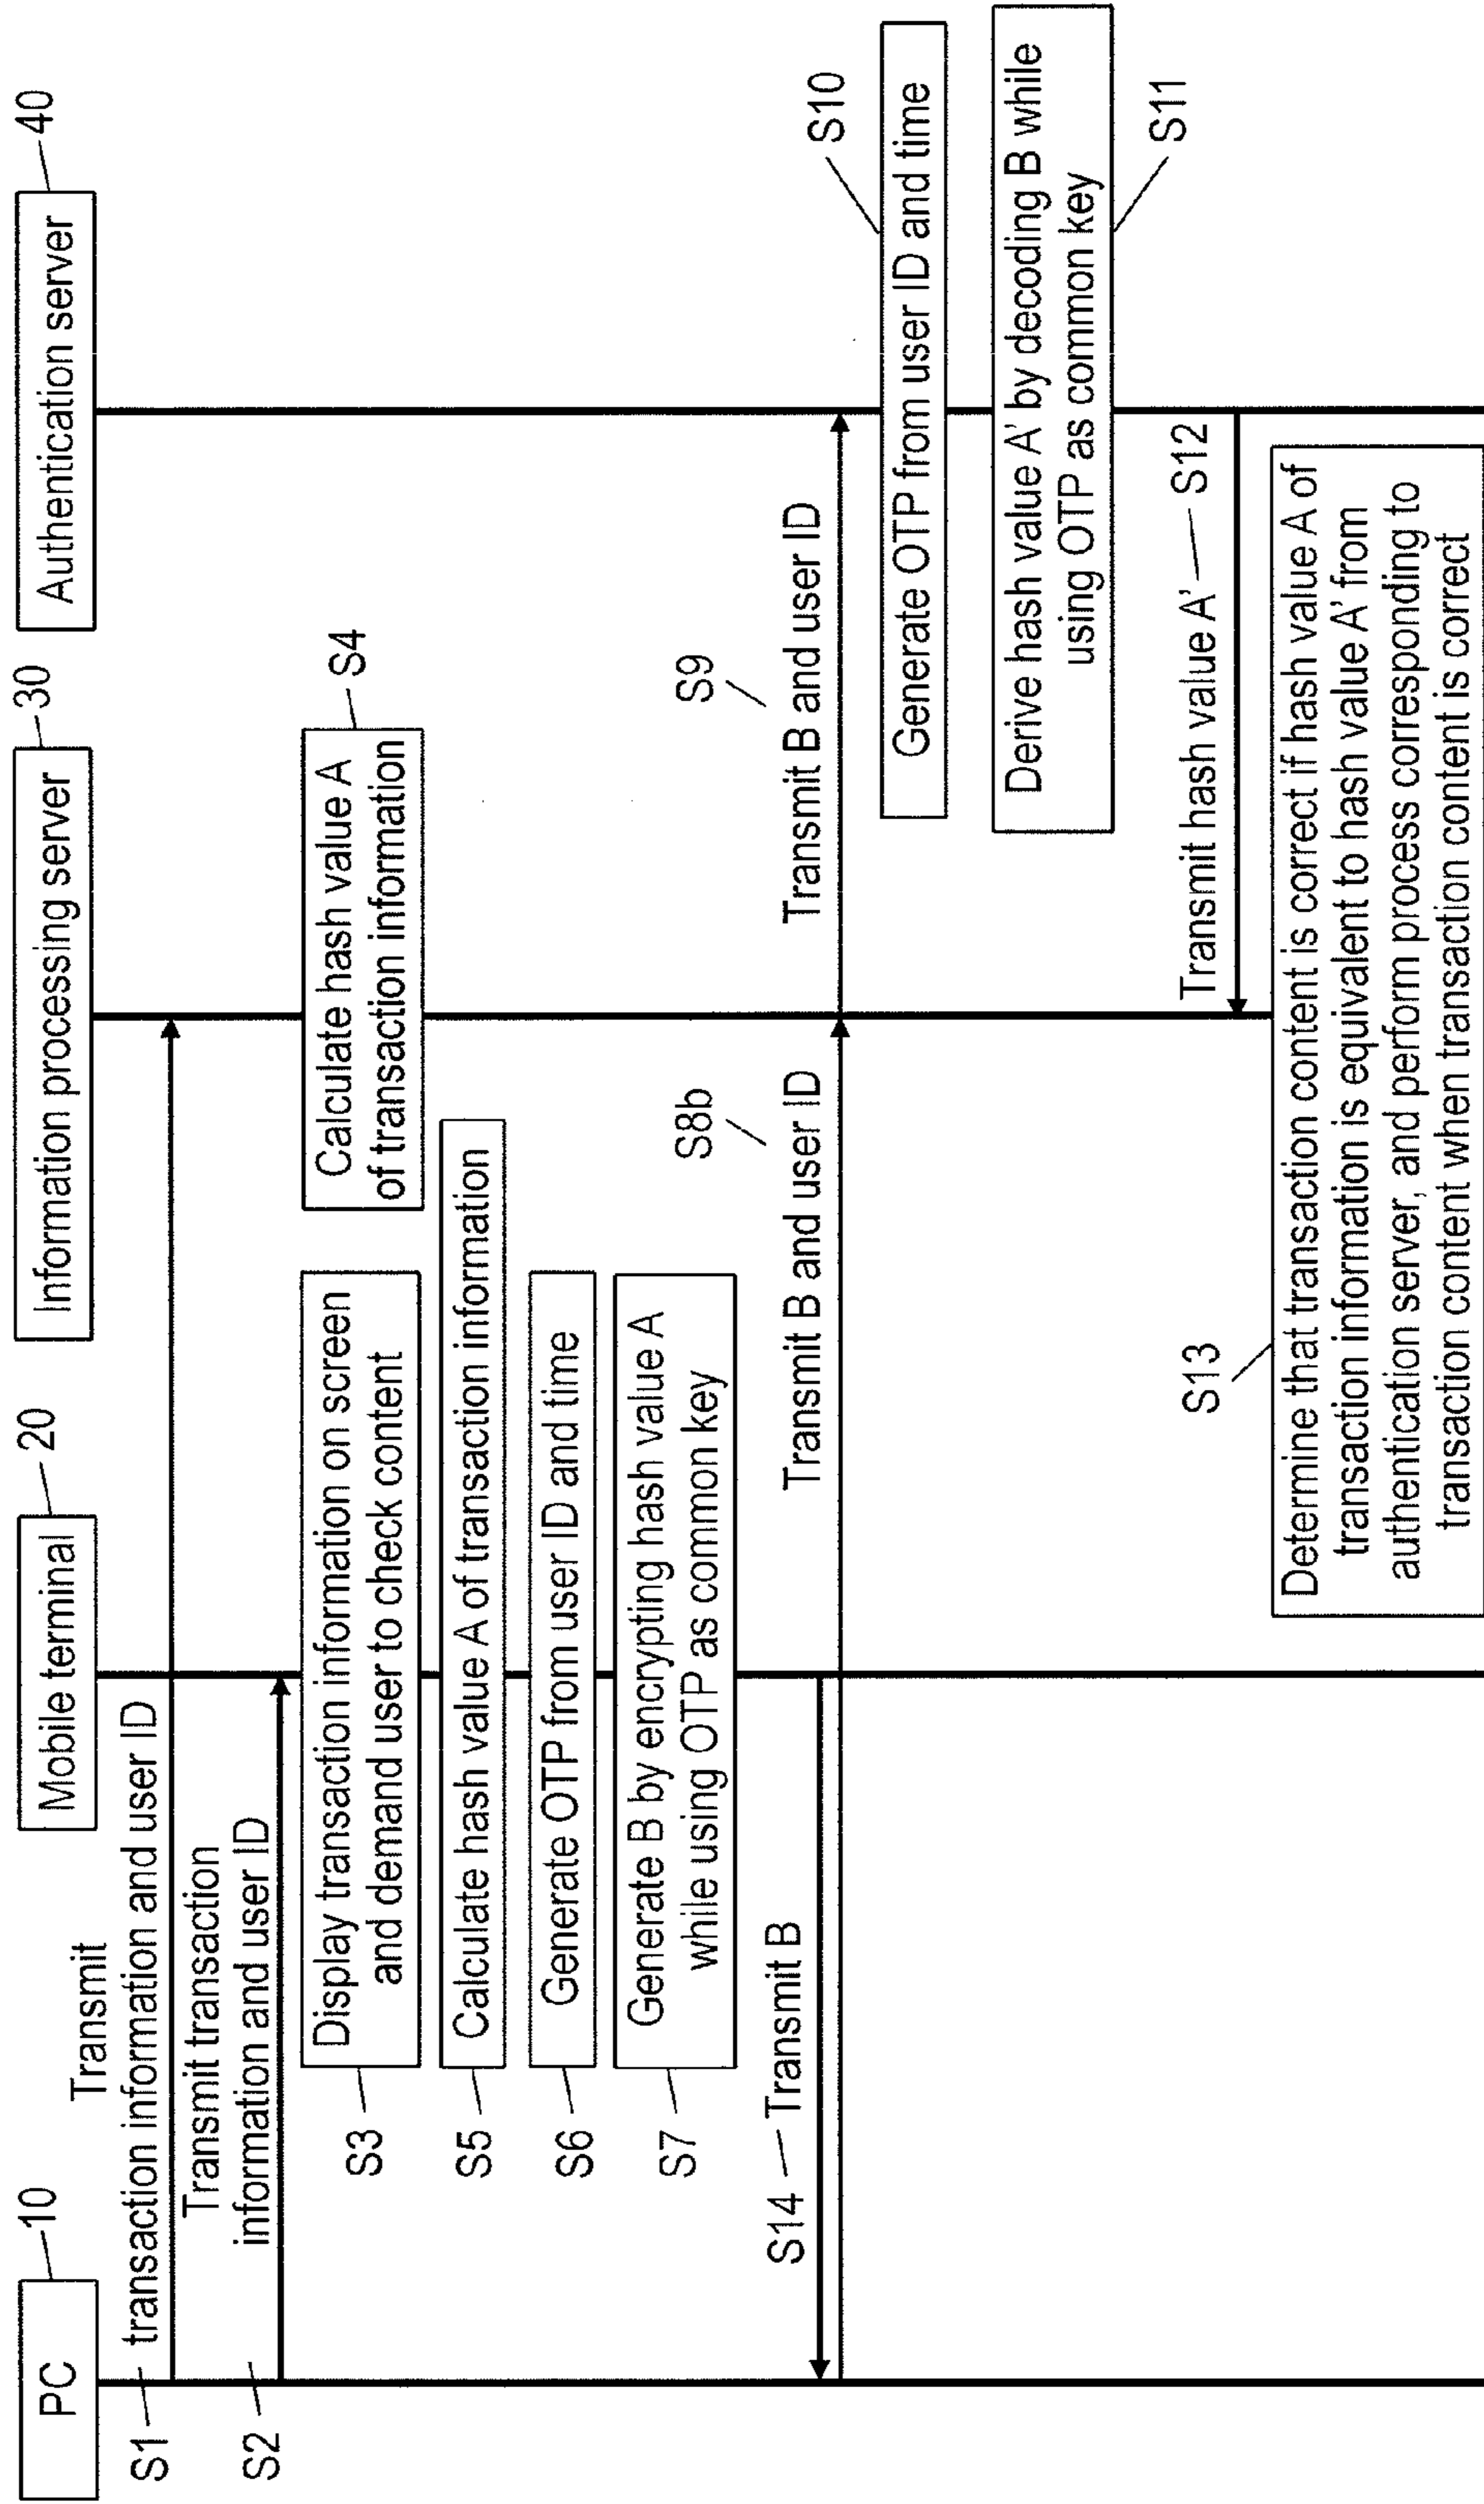 PC
10
Mobile terminal
20
Information processing server
30
Authentication server
40
S1
Transmit
transaction information and user ID
S2
Transmit transaction
information and user ID
S3
Display transaction information on screen
and demand user to check content
Calculate hash value A
of transaction information
S4
S5
Calculate hash value A of transaction information
S6
Generate OTP from user ID and time
S7
Generate B by encrypting hash value A
while using OTP as common key
S14
Transmit B
S8b
Transmit B and user ID
S9
Transmit B and user ID
S10
Generate OTP from user ID and time
Derive hash value A' by decoding B while
using OTP as common key
S11
Transmit hash value A'
S12
S13
Determine that transaction content is correct if hash value A of
transaction information is equivalent to hash value A' from
authentication server, and perform process corresponding to
transaction content when transaction content is correct